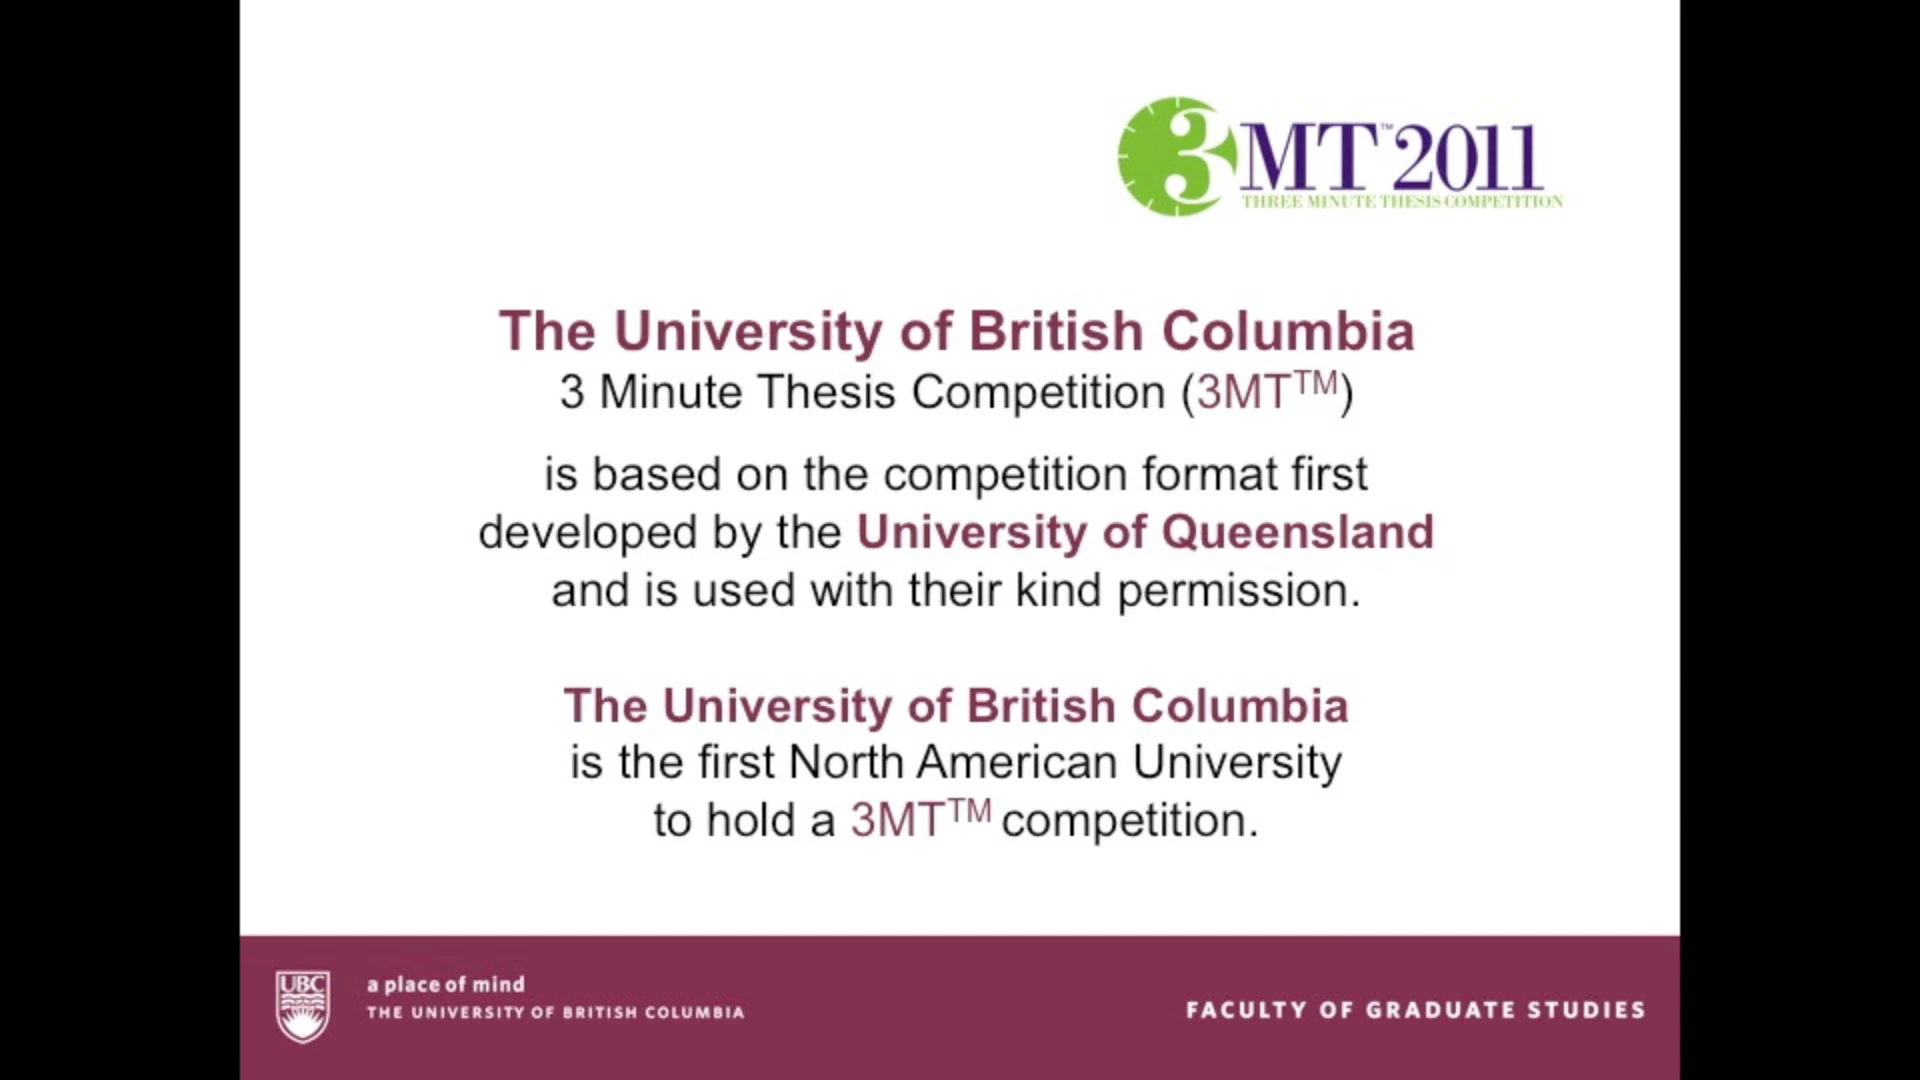 3MT™ 2011
THREE MINUTE THESIS COMPETITION
The University of British Columbia
3 Minute Thesis Competition (3MT™)
is based on the competition format first
developed by the University of Queensland
and is used with their kind permission.
The University of British Columbia
is the first North American University
to hold a 3MT™ competition.
UBC
a place of mind
THE UNIVERSITY OF BRITISH COLUMBIA
FACULTY OF GRADUATE STUDIES